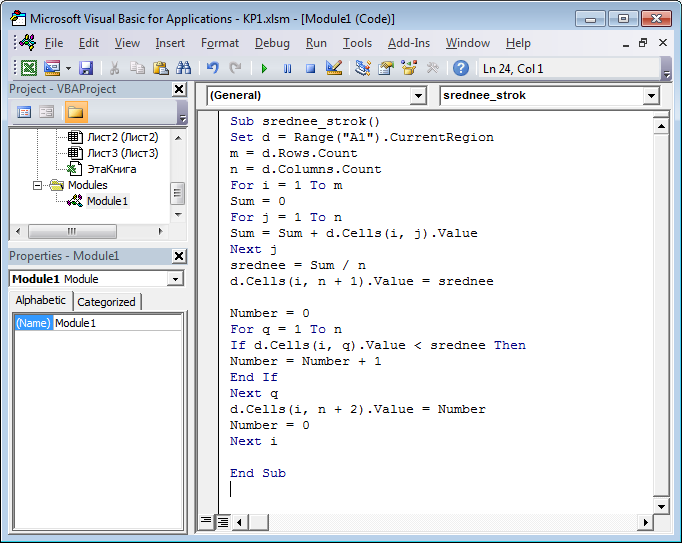 Microsoft Visual Basic for Applications - KP1.xlsm - [Module1 (Code)]
File Edit View Insert Format Debug Run Tools Add-Ins Window Help
Ln 24, Col 1
Project - VBAProject
Лист2 (Лист2)
Лист3 (Лист3)
ЭтаКнига
Modules
Module1
Properties - Module1
Module1 Module
Alphabetic Categorized
(Name) Module1
(General) srednee_strok
Sub srednee_strok()
Set d = Range("A1").CurrentRegion
m = d.Rows.Count
n = d.Columns.Count
For i = 1 To m
Sum = 0
For j = 1 To n
Sum = Sum + d.Cells(i, j).Value
Next j
srednee = Sum / n
d.Cells(i, n + 1).Value = srednee
Number = 0
For q = 1 To n
If d.Cells(i, q).Value < srednee Then
Number = Number + 1
End If
Next q
d.Cells(i, n + 2).Value = Number
Number = 0
Next i
End Sub